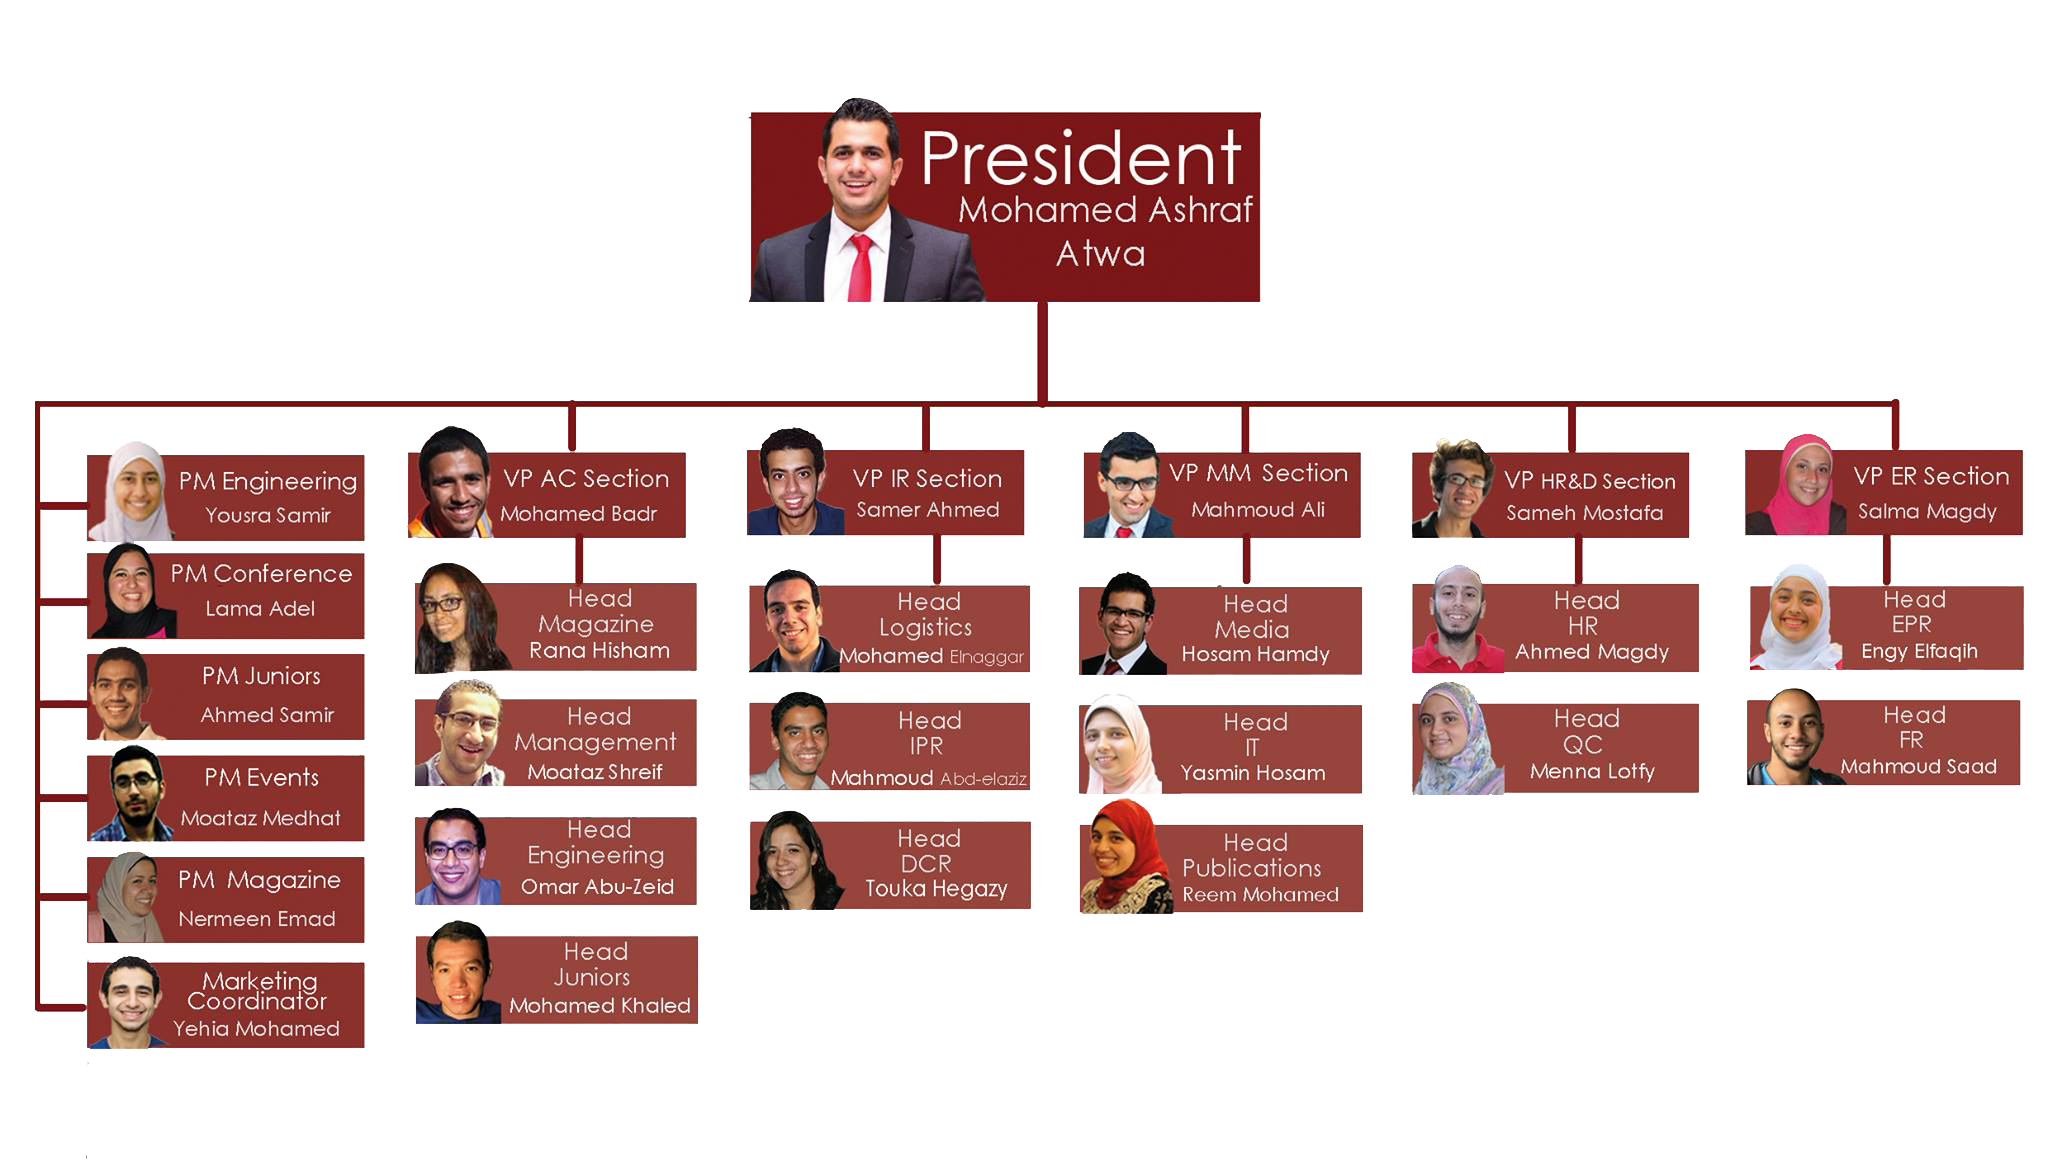 President
Mohamed Ashraf
Atwa
PM Engineering
Yousra Samir
PM Conference
Lama Adel
PM Juniors
Ahmed Samir
PM Events
Moataz Medhat
PM Magazine
Nermeen Emad
Marketing
Coordinator
Yehia Mohamed
VP AC Section
Mohamed Badr
Head
Magazine
Rana Hisham
Head
Management
Moataz Shreif
Head
Engineering
Omar Abu-Zeid
Head
Juniors
Mohamed Khaled
VP IR Section
Samer Ahmed
Head
Logistics
Mohamed Elnaggar
Head
IPR
Mahmoud Abd-elaziz
Head
DCR
Touka Hegazy
VP MM Section
Mahmoud Ali
Head
Media
Hosam Hamdy
Head
IT
Yasmin Hosam
Head
Publications
Reem Mohamed
VP HR&D Section
Sameh Mostafa
Head
HR
Ahmed Magdy
Head
QC
Menna Lotfy
VP ER Section
Salma Magdy
Head
EPR
Engy Elfaqih
Head
FR
Mahmoud Saad